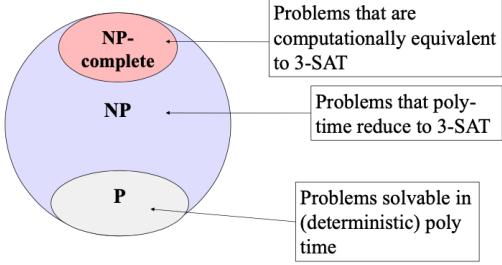 NP-
complete
NP
P
Problems that are
computationally equivalent
to 3-SAT
Problems that poly-
time reduce to 3-SAT
Problems solvable in
(deterministic) poly
time